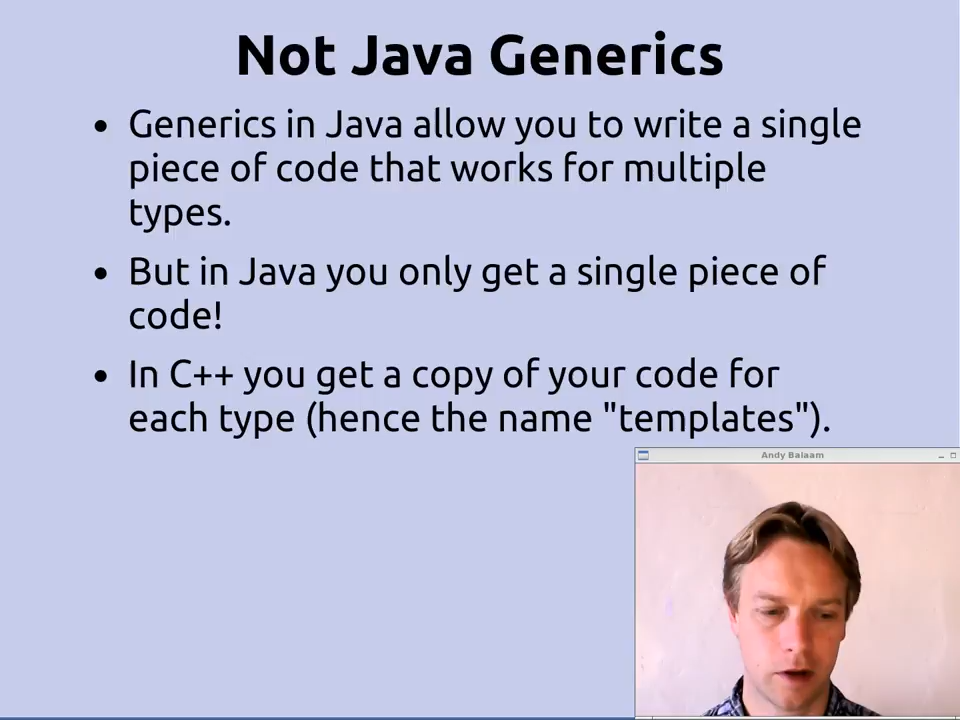 Not Java Generics
• Generics in Java allow you to write a single
piece of code that works for multiple
types.
• But in Java you only get a single piece of
code!
• In C++ you get a copy of your code for
each type (hence the name "templates").
Andy Balaam